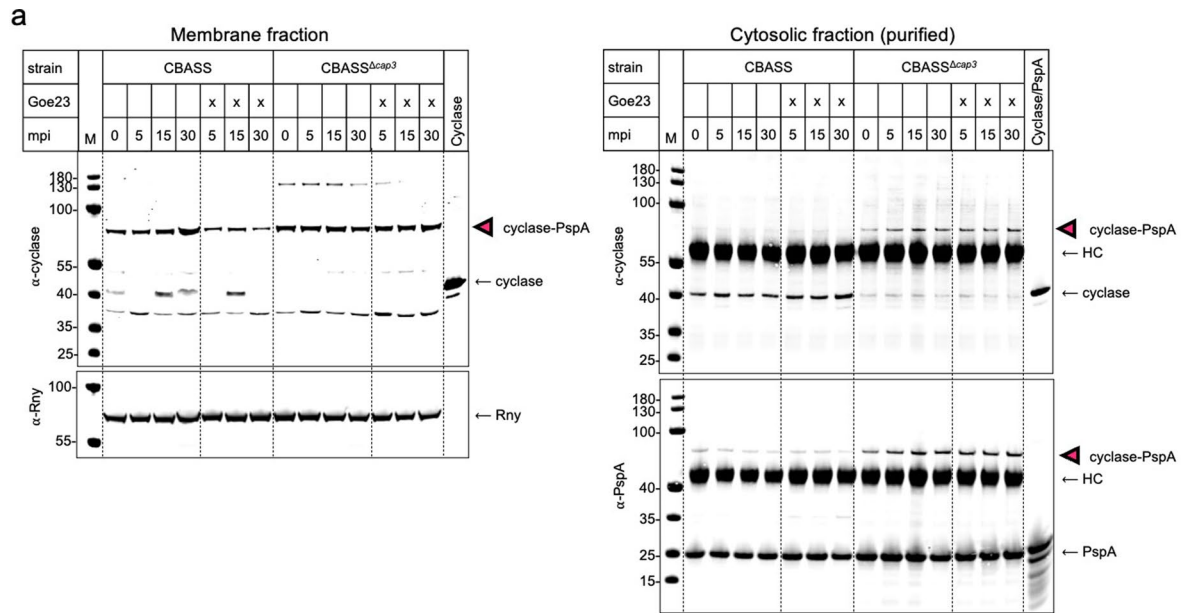 a
Membrane fraction
strain M CBASS CBASSΔcap3 Cyclase
Goe23 x x x x x x
mpi 0 5 15 30 5 15 30 0 5 15 30 5 15 30
180-
130-
100-
55-
40-
35-
25-
α-cyclase
cyclase-PspA
← cyclase
100-
55-
α-Rny
← Rny
Cytosolic fraction (purified)
strain M CBASS CBASSΔcap3 Cyclase/PspA
Goe23 x x x x x x
mpi 0 5 15 30 5 15 30 0 5 15 30 5 15 30
180-
130-
100-
55-
40-
35-
25-
α-cyclase
cyclase-PspA
← HC
← cyclase
180-
130-
100-
40-
35-
25-
15-
α-PspA
cyclase-PspA
← HC
← PspA